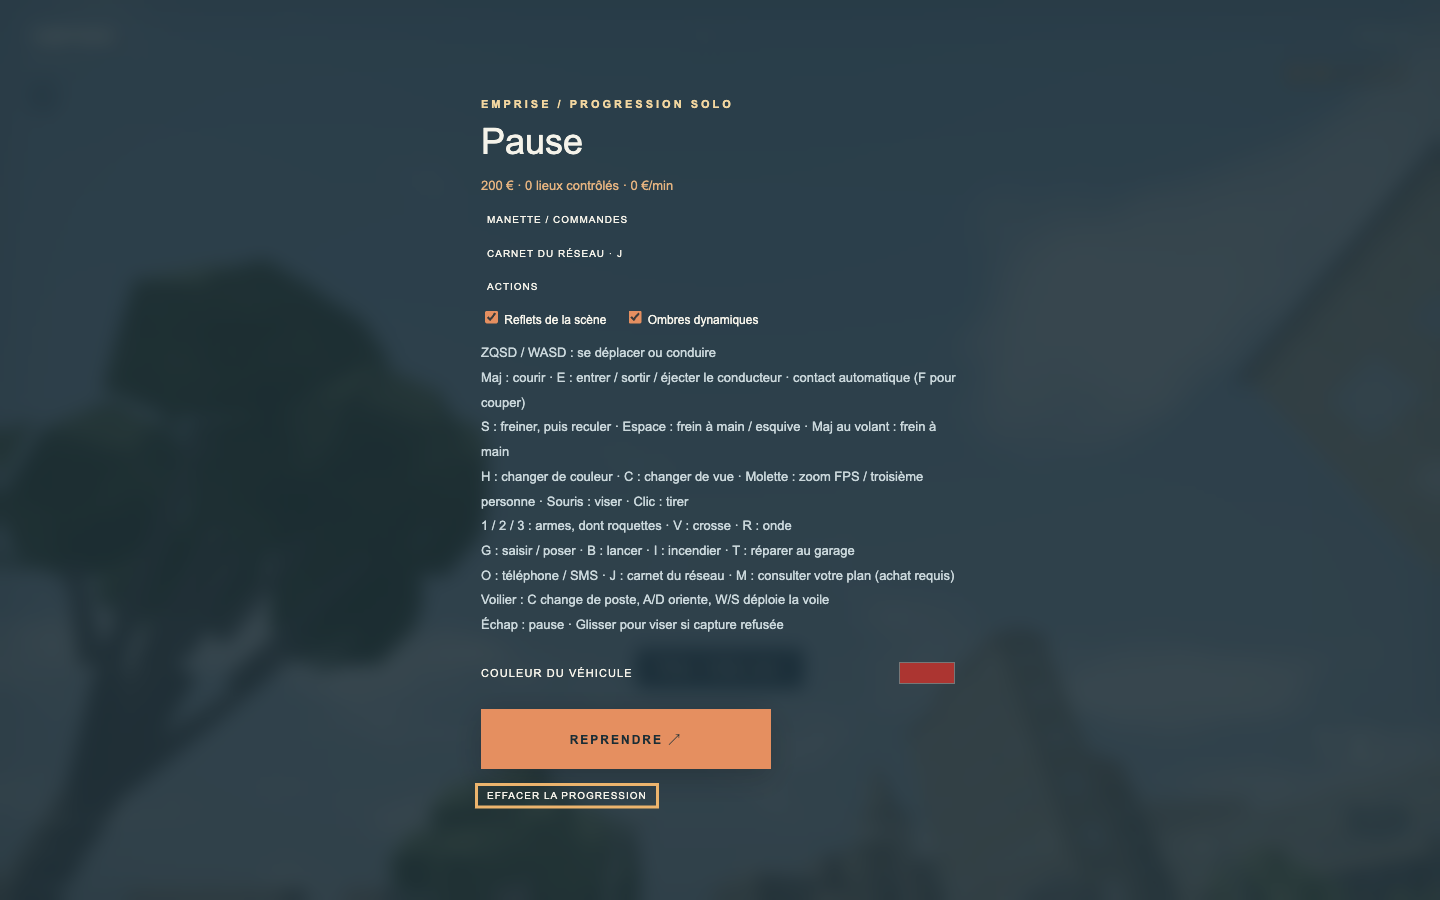 EMPRISE / PROGRESSION SOLO
Pause
200 € · 0 lieux contrôlés · 0 €/min
MANETTE / COMMANDES
CARNET DU RÉSEAU · J
ACTIONS
Reflets de la scène Ombres dynamiques
ZQSD / WASD : se déplacer ou conduire
Maj : courir · E : entrer / sortir / éjecter le conducteur · contact automatique (F pour
couper)
S : freiner, puis reculer · Espace : frein à main / esquive · Maj au volant : frein à
main
H : changer de couleur · C : changer de vue · Molette : zoom FPS / troisième
personne · Souris : viser · Clic : tirer
1 / 2 / 3 : armes, dont roquettes · V : crosse · R : onde
G : saisir / poser · B : lancer · I : incendier · T : réparer au garage
O : téléphone / SMS · J : carnet du réseau · M : consulter votre plan (achat requis)
Voilier : C change de poste, A/D oriente, W/S déploie la voile
Échap : pause · Glisser pour viser si capture refusée
COULEUR DU VÉHICULE
REPRENDRE ↗
EFFACER LA PROGRESSION